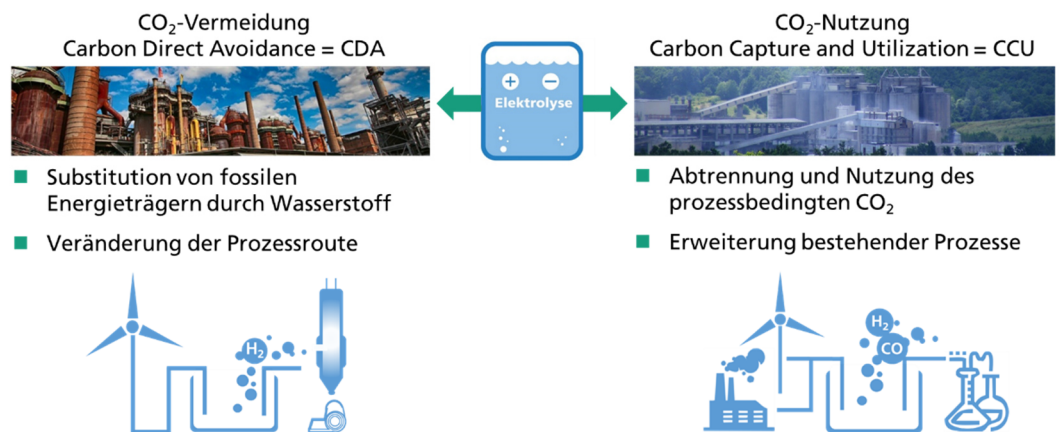 CO₂-Vermeidung
Carbon Direct Avoidance = CDA
Substitution von fossilen
Energieträgern durch Wasserstoff
Veränderung der Prozessroute
H₂
+ −
Elektrolyse
CO₂-Nutzung
Carbon Capture and Utilization = CCU
Abtrennung und Nutzung des
prozessbedingten CO₂
Erweiterung bestehender Prozesse
H₂
CO